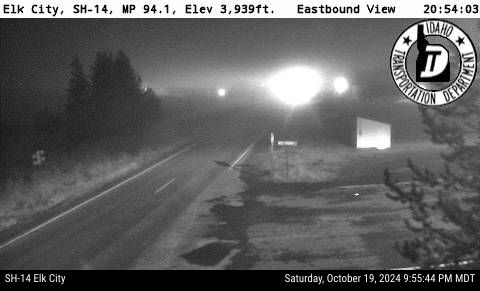 Elk City, SH-14, MP 94.1, Elev 3,939ft. Eastbound View 20:54:03
IDAHO
TRANSPORTATION DEPARTMENT
SH-14 Elk City
Saturday, October 19, 2024 9:55:44 PM MDT